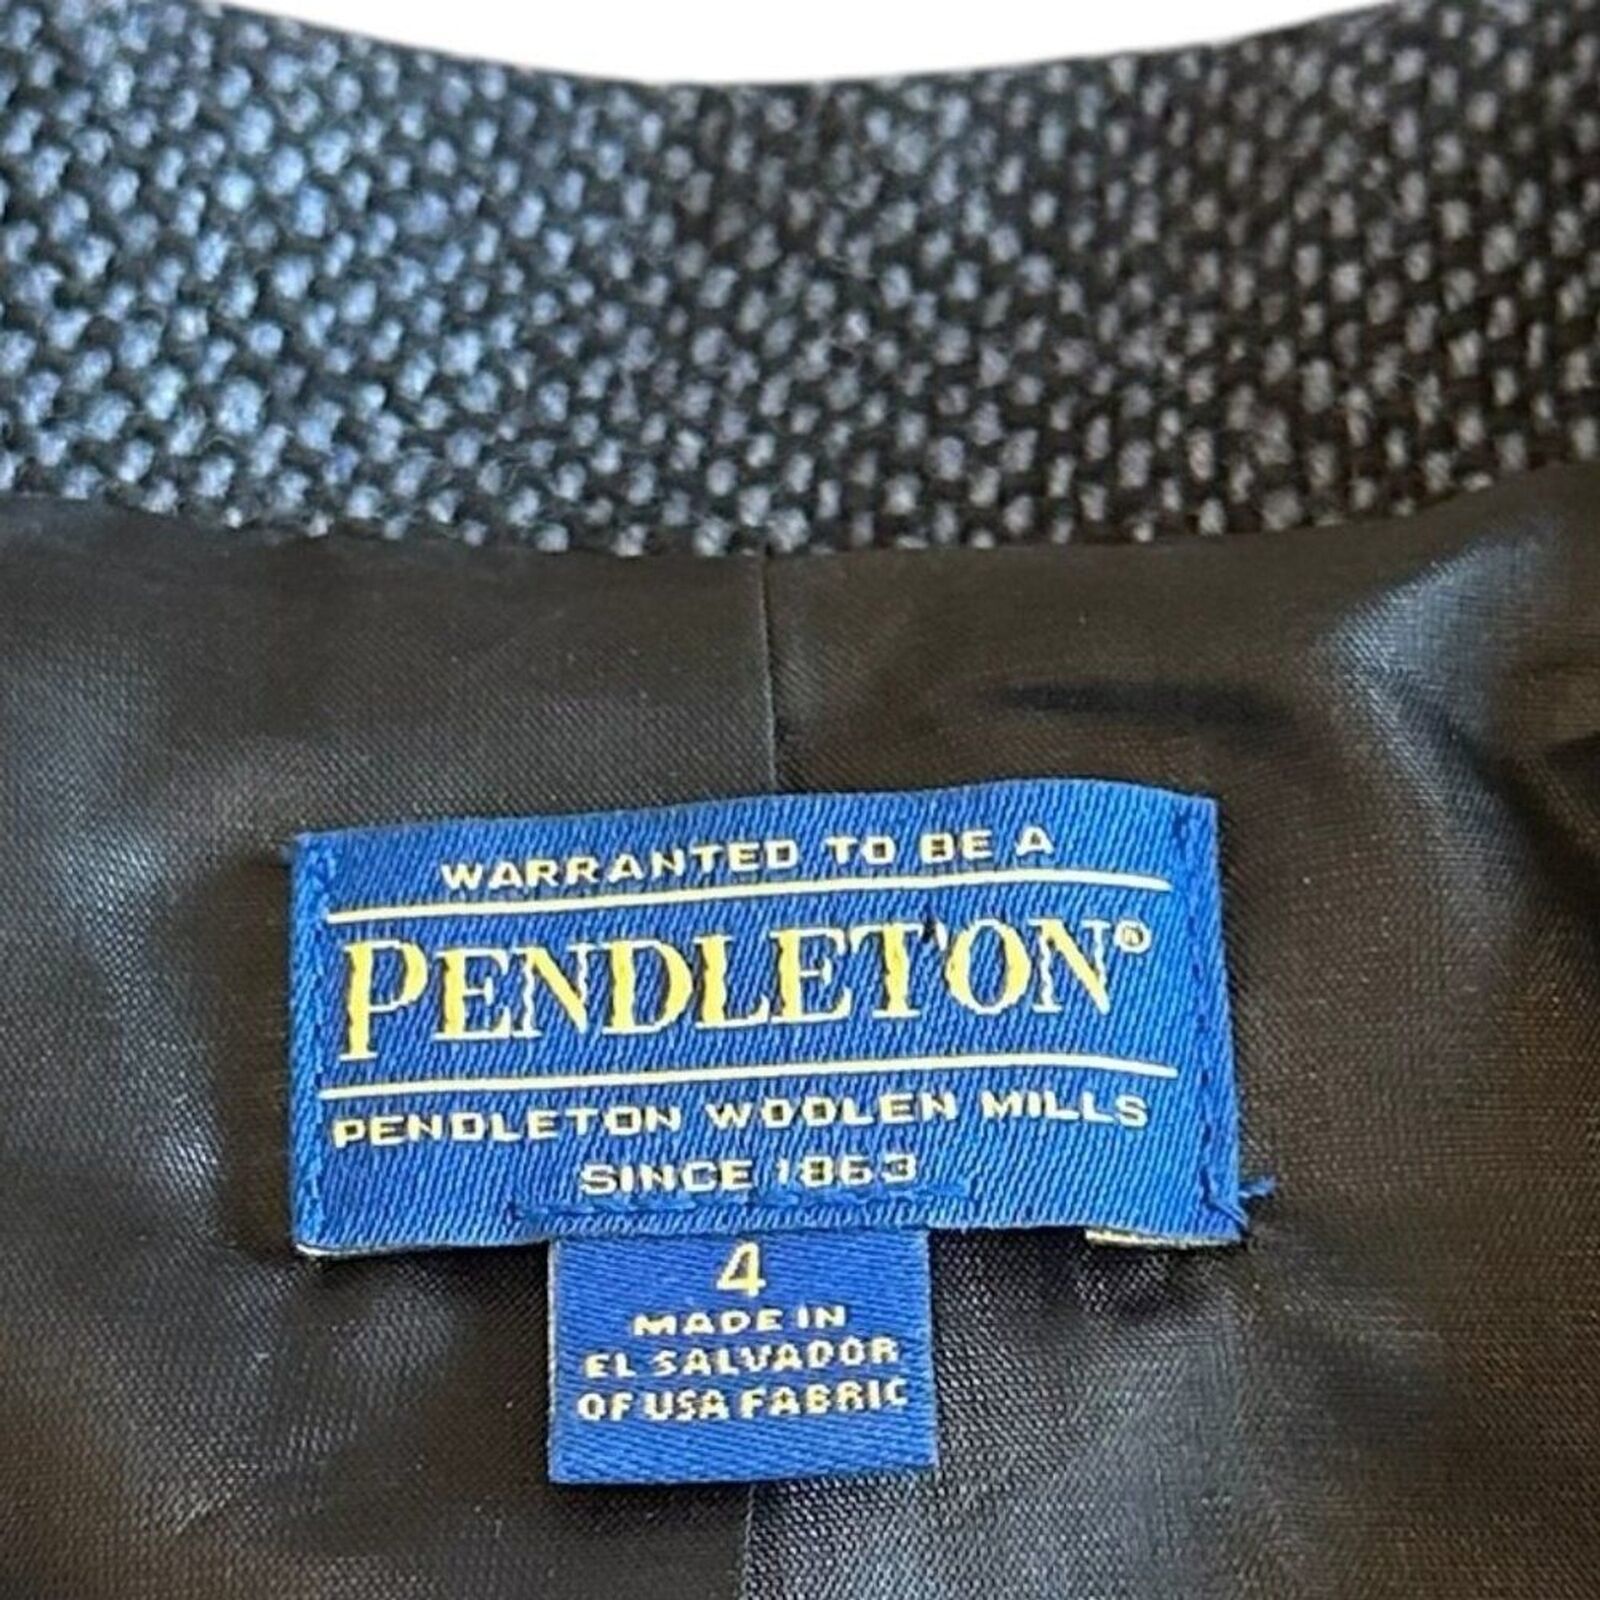 WARRANTED TO BE A
PENDLETON®
PENDLETON WOOLEN MILLS
SINCE 1863
4
MADE IN
EL SALVADOR
OF USA FABRIC